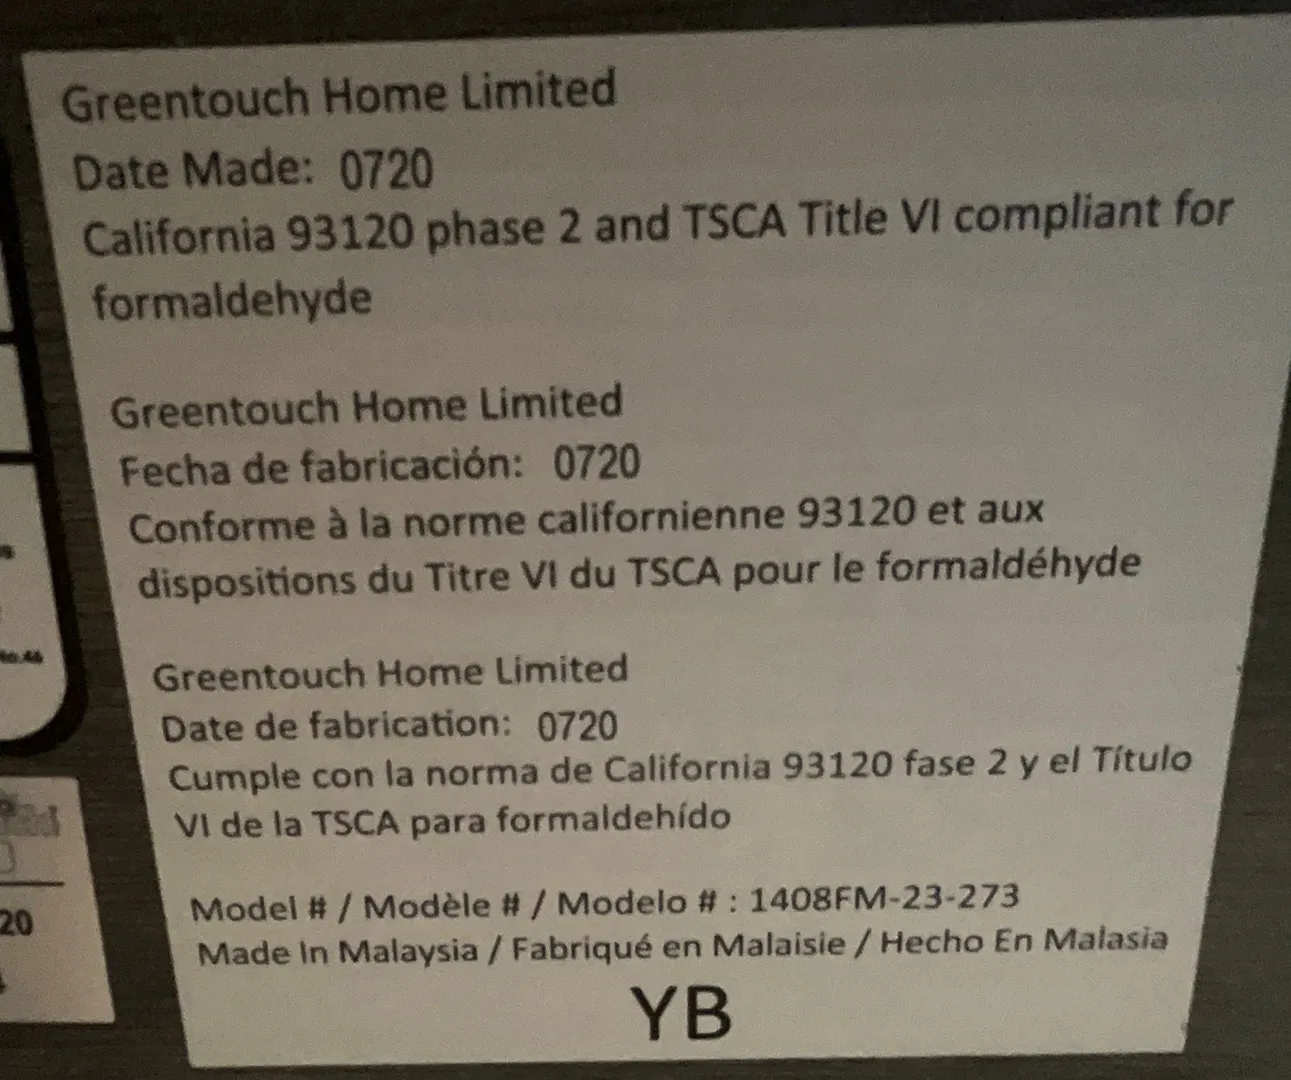 Greentouch Home Limited
Date Made: 0720
California 93120 phase 2 and TSCA Title VI compliant for
formaldehyde
Greentouch Home Limited
Fecha de fabricación: 0720
Conforme à la norme californienne 93120 et aux
dispositions du Titre VI du TSCA pour le formaldéhyde
Greentouch Home Limited
Date de fabrication: 0720
Cumple con la norma de California 93120 fase 2 y el Título
VI de la TSCA para formaldehído
Model # / Modèle # / Modelo # : 1408FM-23-273
Made In Malaysia / Fabriqué en Malaisie / Hecho En Malasia
YB
20